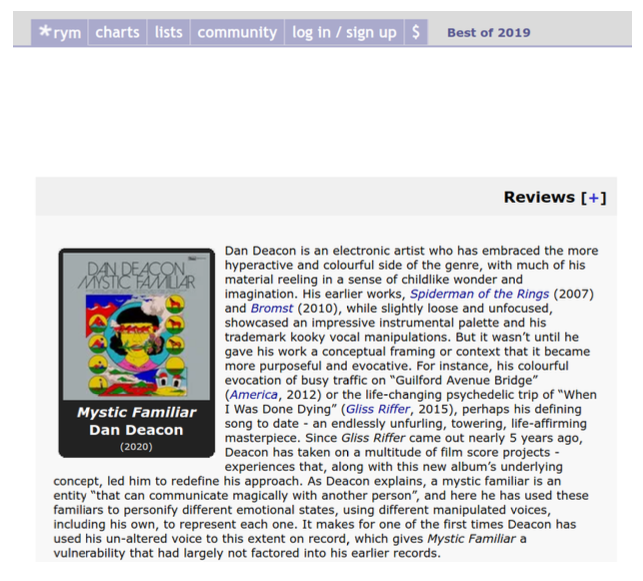 *rym charts lists community log in / sign up $ Best of 2019
Reviews [+]
DAN DEACON
MYSTIC FAMILIAR
Mystic Familiar
Dan Deacon
(2020)
Dan Deacon is an electronic artist who has embraced the more
hyperactive and colourful side of the genre, with much of his
material reeling in a sense of childlike wonder and
imagination. His earlier works, Spiderman of the Rings (2007)
and Bromst (2010), while slightly loose and unfocused,
showcased an impressive instrumental palette and his
trademark kooky vocal manipulations. But it wasn’t until he
gave his work a conceptual framing or context that it became
more purposeful and evocative. For instance, his colourful
evocation of busy traffic on “Guilford Avenue Bridge”
(America, 2012) or the life-changing psychedelic trip of “When
I Was Done Dying” (Gliss Riffer, 2015), perhaps his defining
song to date - an endlessly unfurling, towering, life-affirming
masterpiece. Since Gliss Riffer came out nearly 5 years ago,
Deacon has taken on a multitude of film score projects -
experiences that, along with this new album’s underlying
concept, led him to redefine his approach. As Deacon explains, a mystic familiar is an
entity “that can communicate magically with another person”, and here he has used these
familiars to personify different emotional states, using different manipulated voices,
including his own, to represent each one. It makes for one of the first times Deacon has
used his un-altered voice to this extent on record, which gives Mystic Familiar a
vulnerability that had largely not factored into his earlier records.